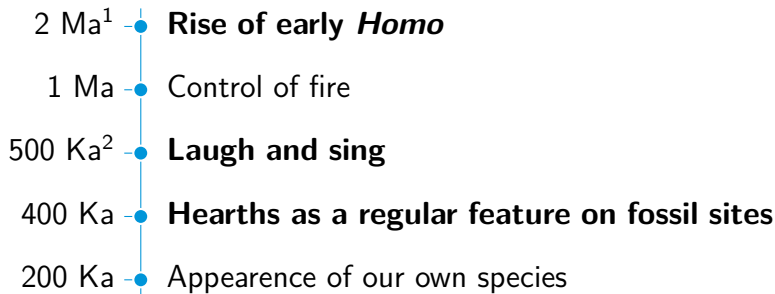 2 Ma¹ Rise of early Homo
1 Ma Control of fire
500 Ka² Laugh and sing
400 Ka Hearths as a regular feature on fossil sites
200 Ka Appearence of our own species